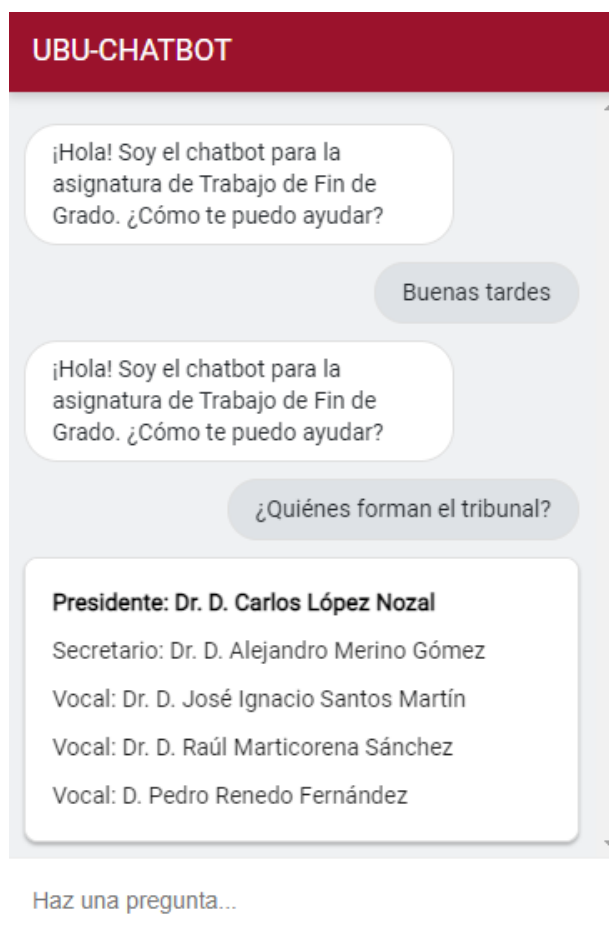 UBU-CHATBOT
¡Hola! Soy el chatbot para la
asignatura de Trabajo de Fin de
Grado. ¿Cómo te puedo ayudar?
Buenas tardes
¡Hola! Soy el chatbot para la
asignatura de Trabajo de Fin de
Grado. ¿Cómo te puedo ayudar?
¿Quiénes forman el tribunal?
Presidente: Dr. D. Carlos López Nozal
Secretario: Dr. D. Alejandro Merino Gómez
Vocal: Dr. D. José Ignacio Santos Martín
Vocal: Dr. D. Raúl Marticorena Sánchez
Vocal: D. Pedro Renedo Fernández
Haz una pregunta...